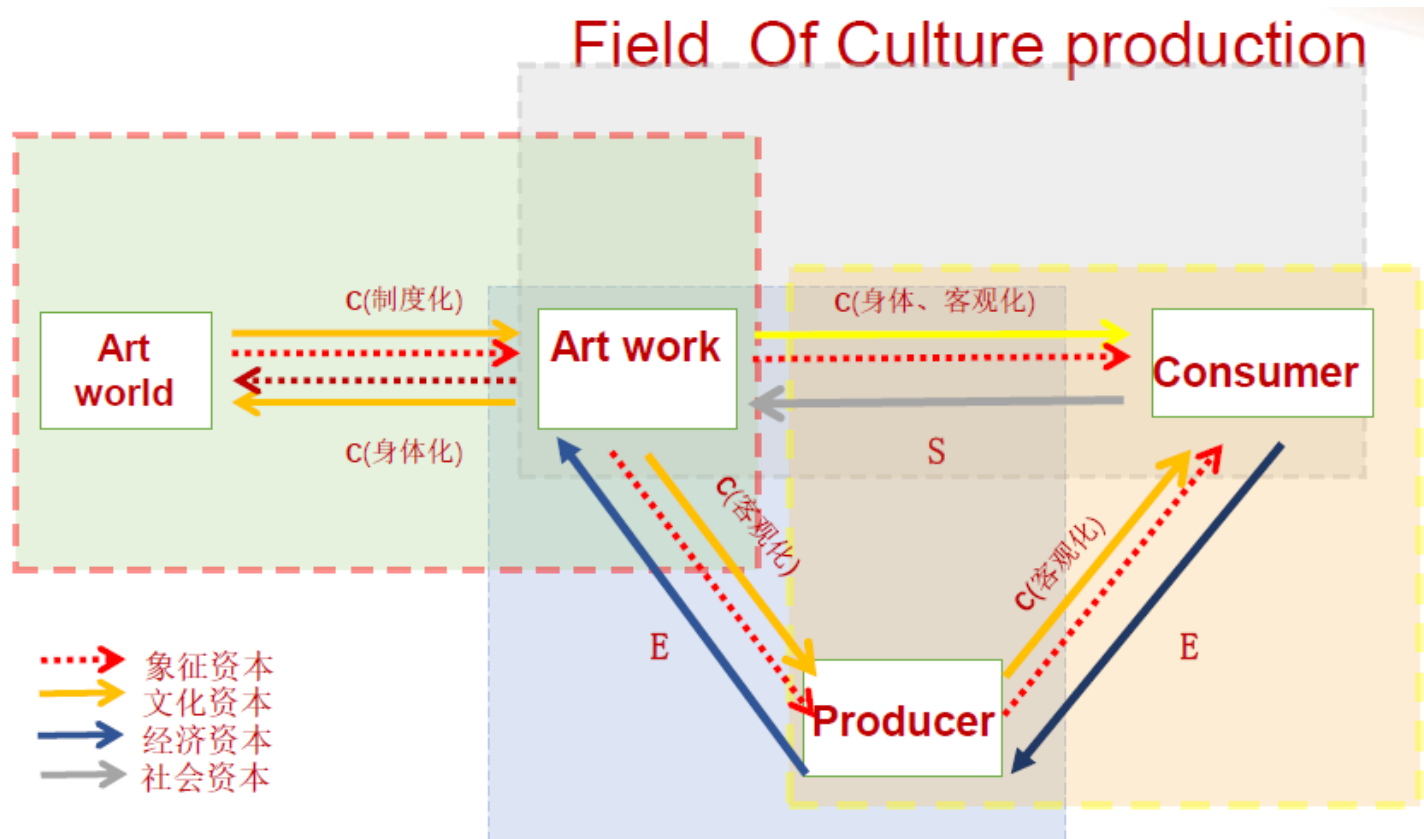 Field Of Culture production
C(制度化)
C(身体、客观化)
Art
world
Art work
Consumer
C(身体化)
S
C(客观化)
C(客观化)
E
E
Producer
象征资本
文化资本
经济资本
社会资本